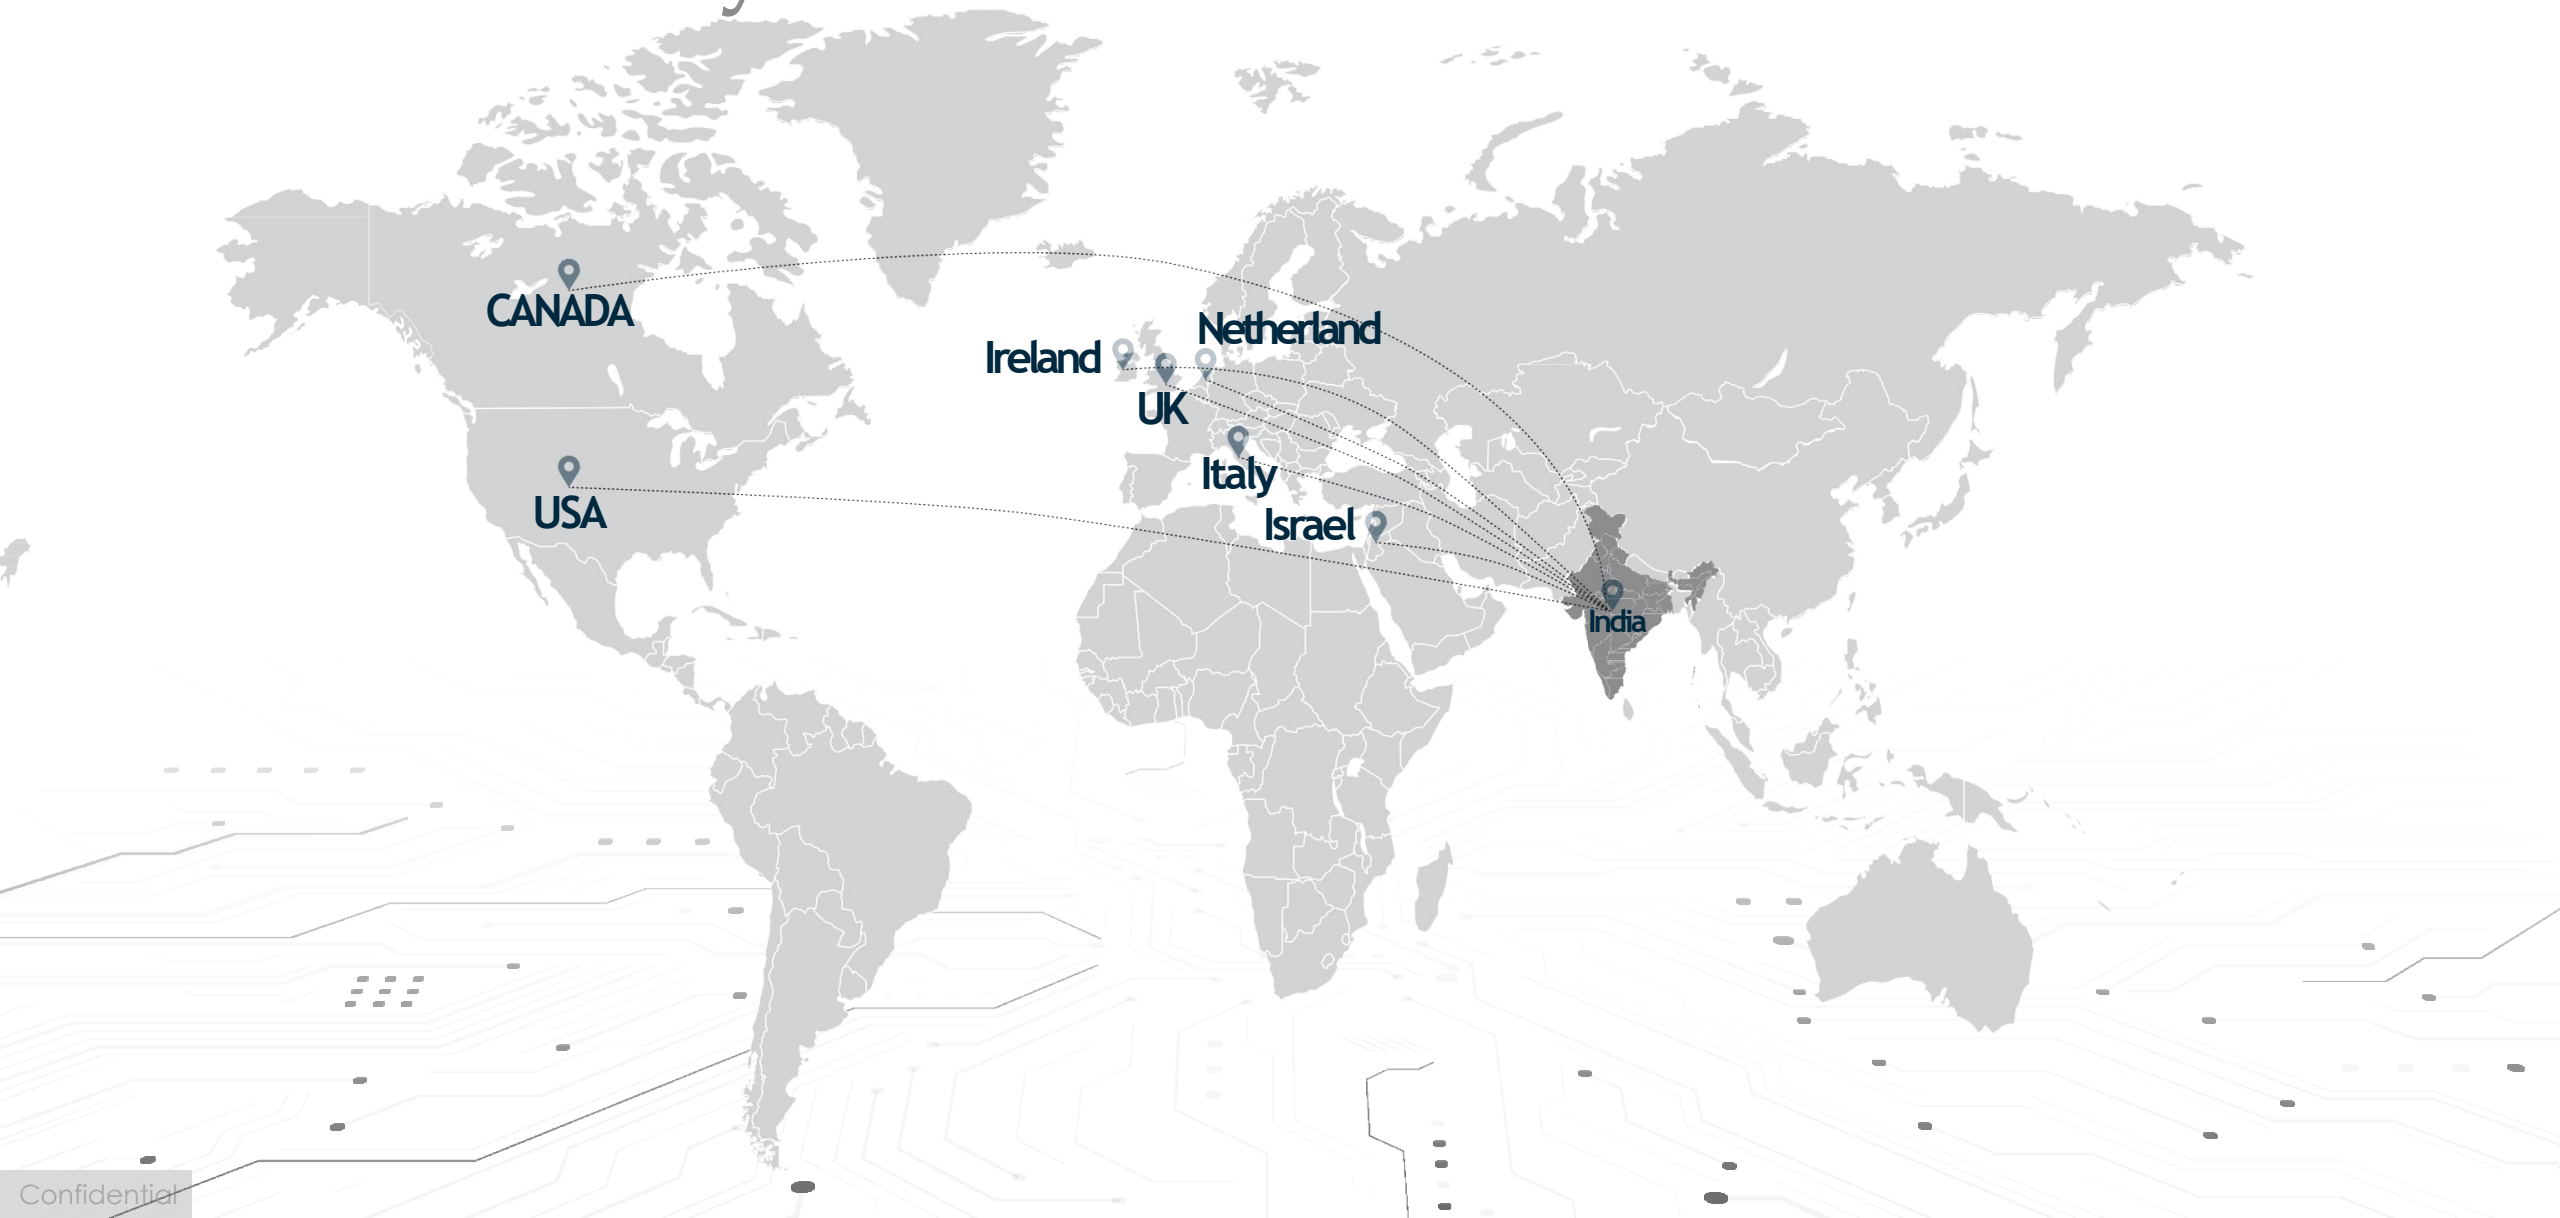 CANADA
Netherland
Ireland
UK
Italy
USA
Israel
India
Confidential